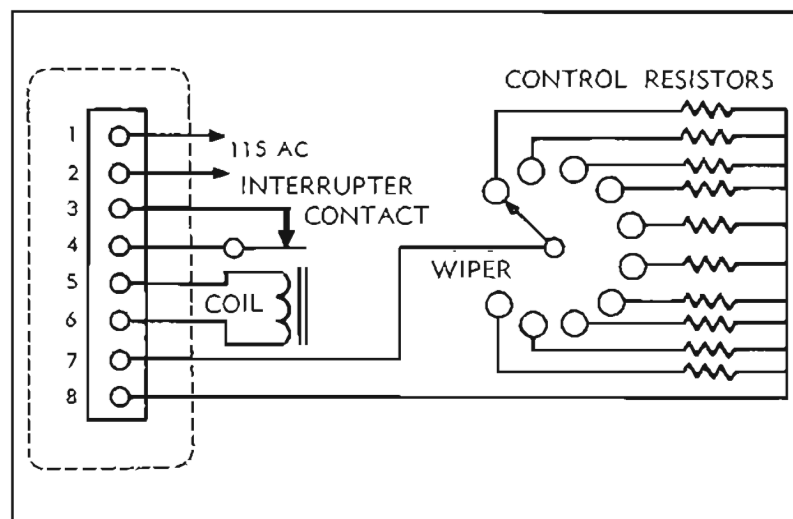 CONTROL RESISTORS
1
115 AC
2
INTERRUPTER
3
CONTACT
4
WIPER
5
COIL
6
7
8